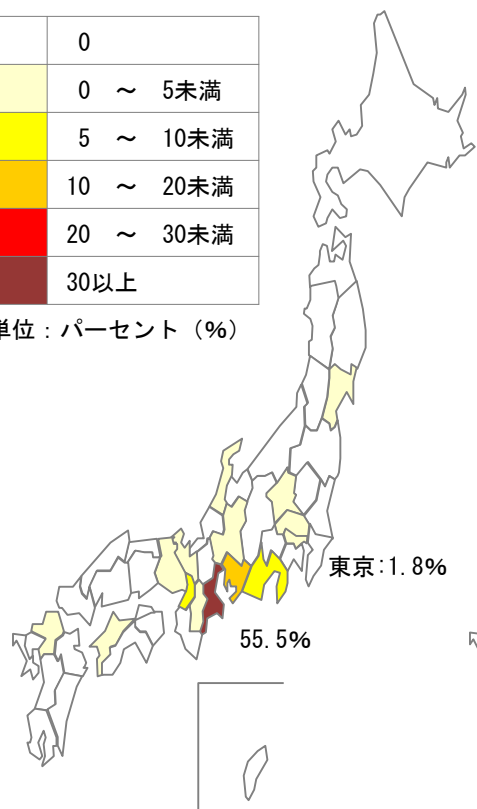 0
0 ～ 5未満
5 ～ 10未満
10 ～ 20未満
20 ～ 30未満
30以上
単位：パーセント（%）
東京:1.8%
55.5%